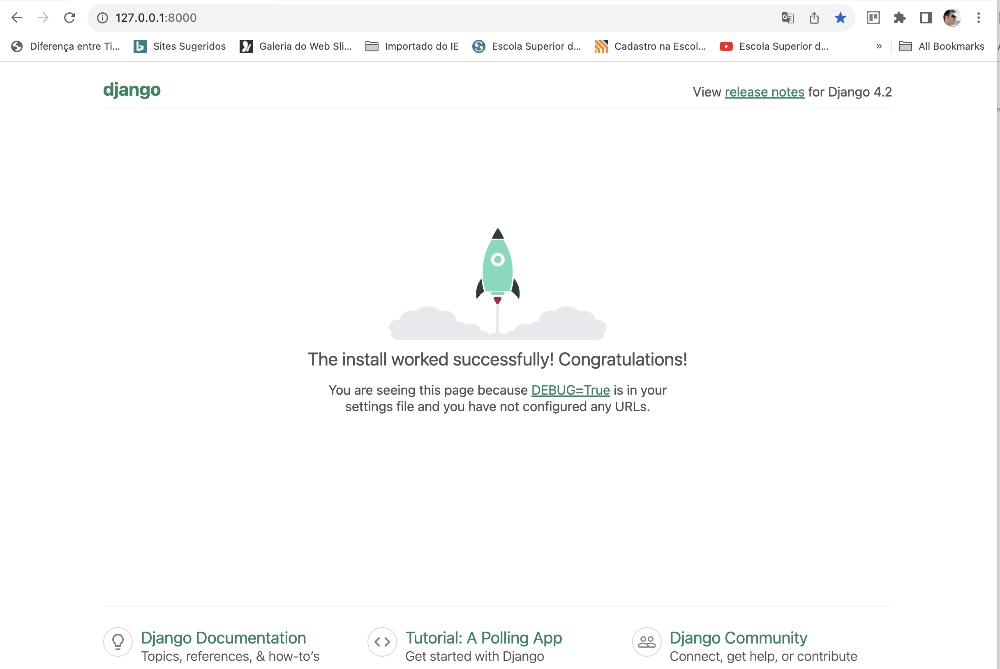 127.0.0.1:8000
Diferença entre Ti... Sites Sugeridos Galeria do Web Sli... Importado do IE Escola Superior d... Cadastro na Escol... Escola Superior d... » All Bookmarks
django
View release notes for Django 4.2
The install worked successfully! Congratulations!
You are seeing this page because DEBUG=True is in your
settings file and you have not configured any URLs.
Django Documentation
Topics, references, & how-to’s
Tutorial: A Polling App
Get started with Django
Django Community
Connect, get help, or contribute